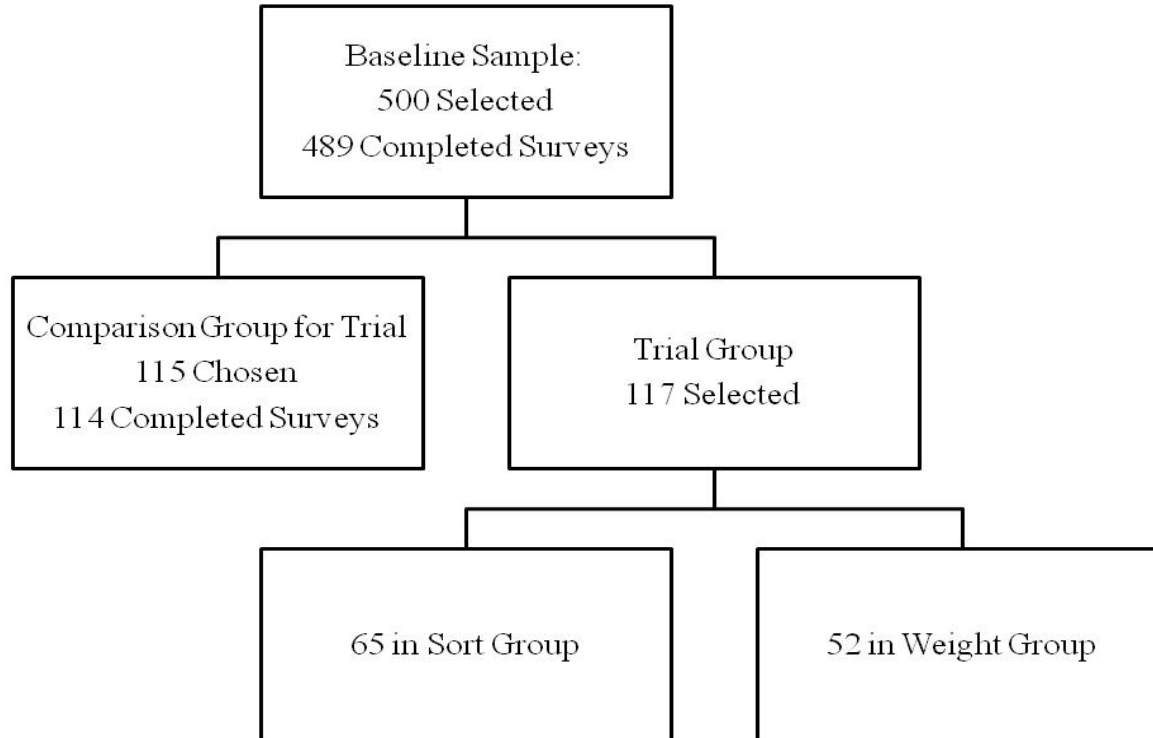 Baseline Sample:
500 Selected
489 Completed Surveys
Comparison Group for Trial
115 Chosen
114 Completed Surveys
Trial Group
117 Selected
65 in Sort Group
52 in Weight Group